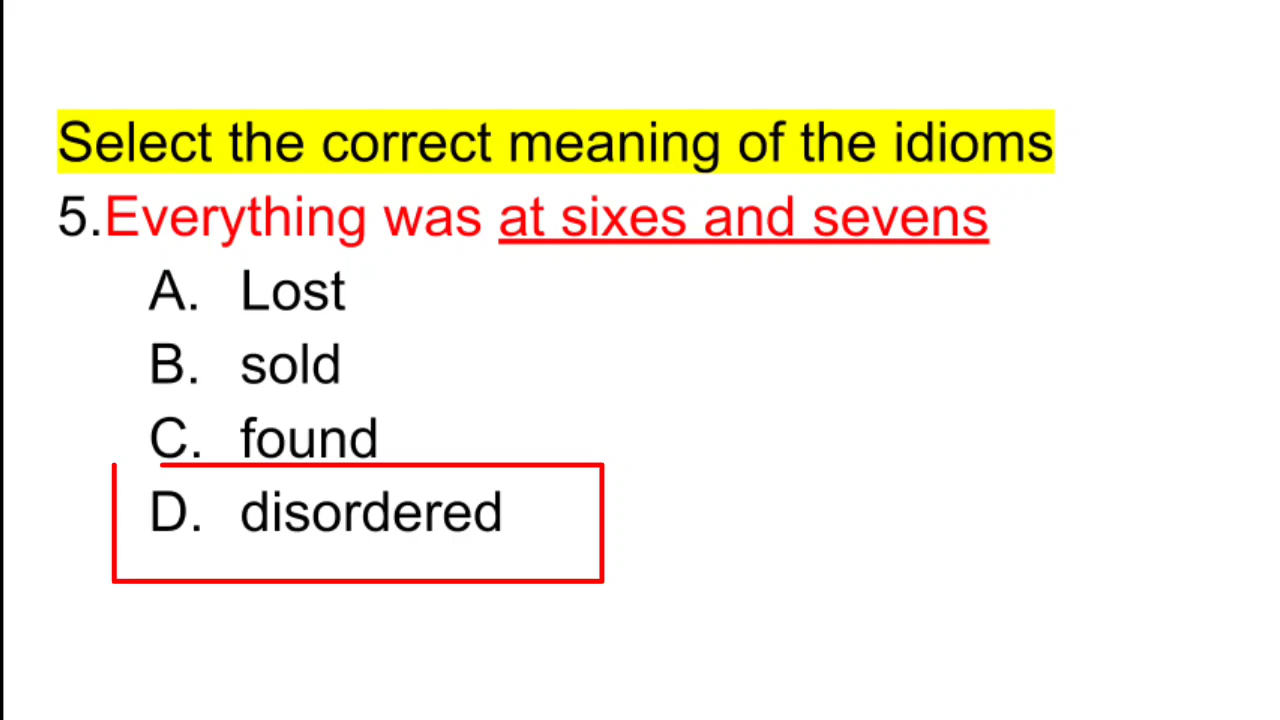 Select the correct meaning of the idioms
5.Everything was at sixes and sevens
A. Lost
B. sold
C. found
D. disordered